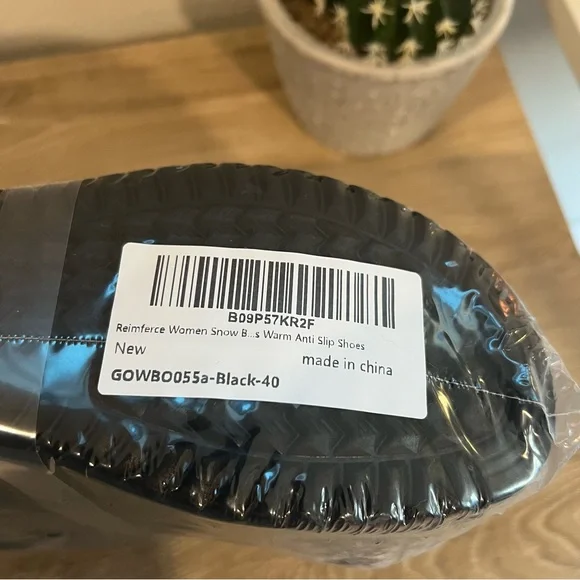 B09P57KR2F
Reimferce Women Snow B...s Warm Anti Slip Shoes
New
made in china
GOWBO055a-Black-40